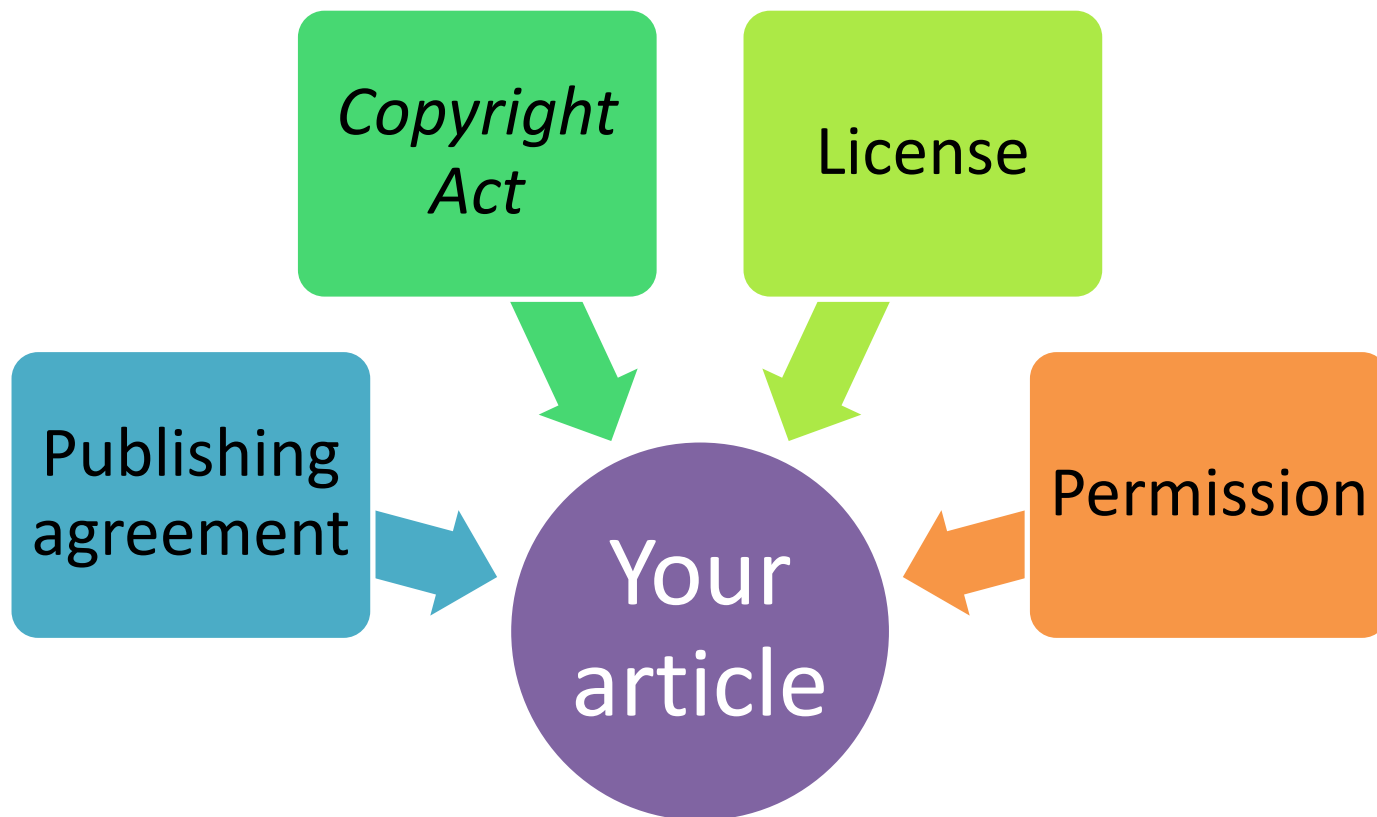 Copyright
Act
License
Publishing
agreement
Permission
Your
article